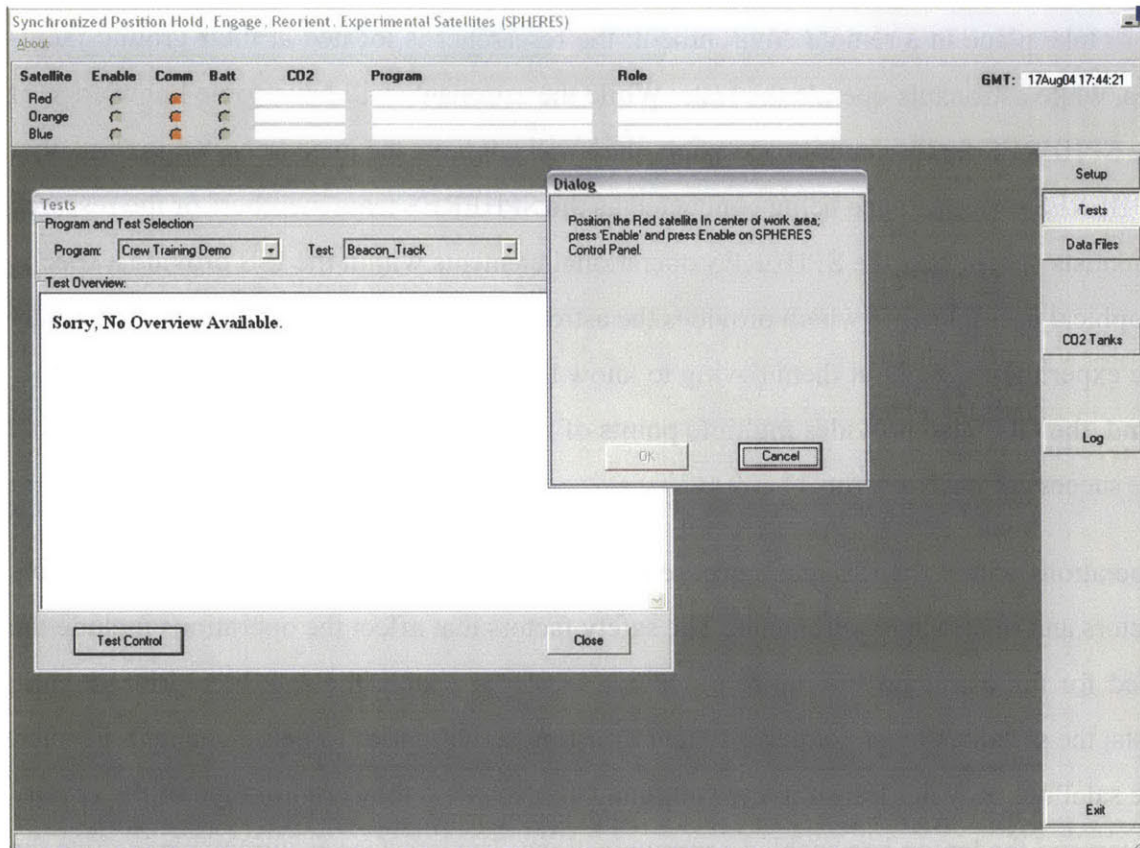 Synchronized Position Hold, Engage, Reorient, Experimental Satellites (SPHERES)
About
Satellite Enable Comm Batt CO2 Program Role GMT: 17Aug04 17:44:21
Red
Orange
Blue
Setup
Tests
Data Files
CO2 Tanks
Log
Exit
Tests
Program and Test Selection
Program: Crew Training Demo Test: Beacon_Track
Test Overview:
Sorry, No Overview Available.
Test Control Close
Dialog
Position the Red satellite In center of work area;
press 'Enable' and press Enable on SPHERES
Control Panel.
OK Cancel